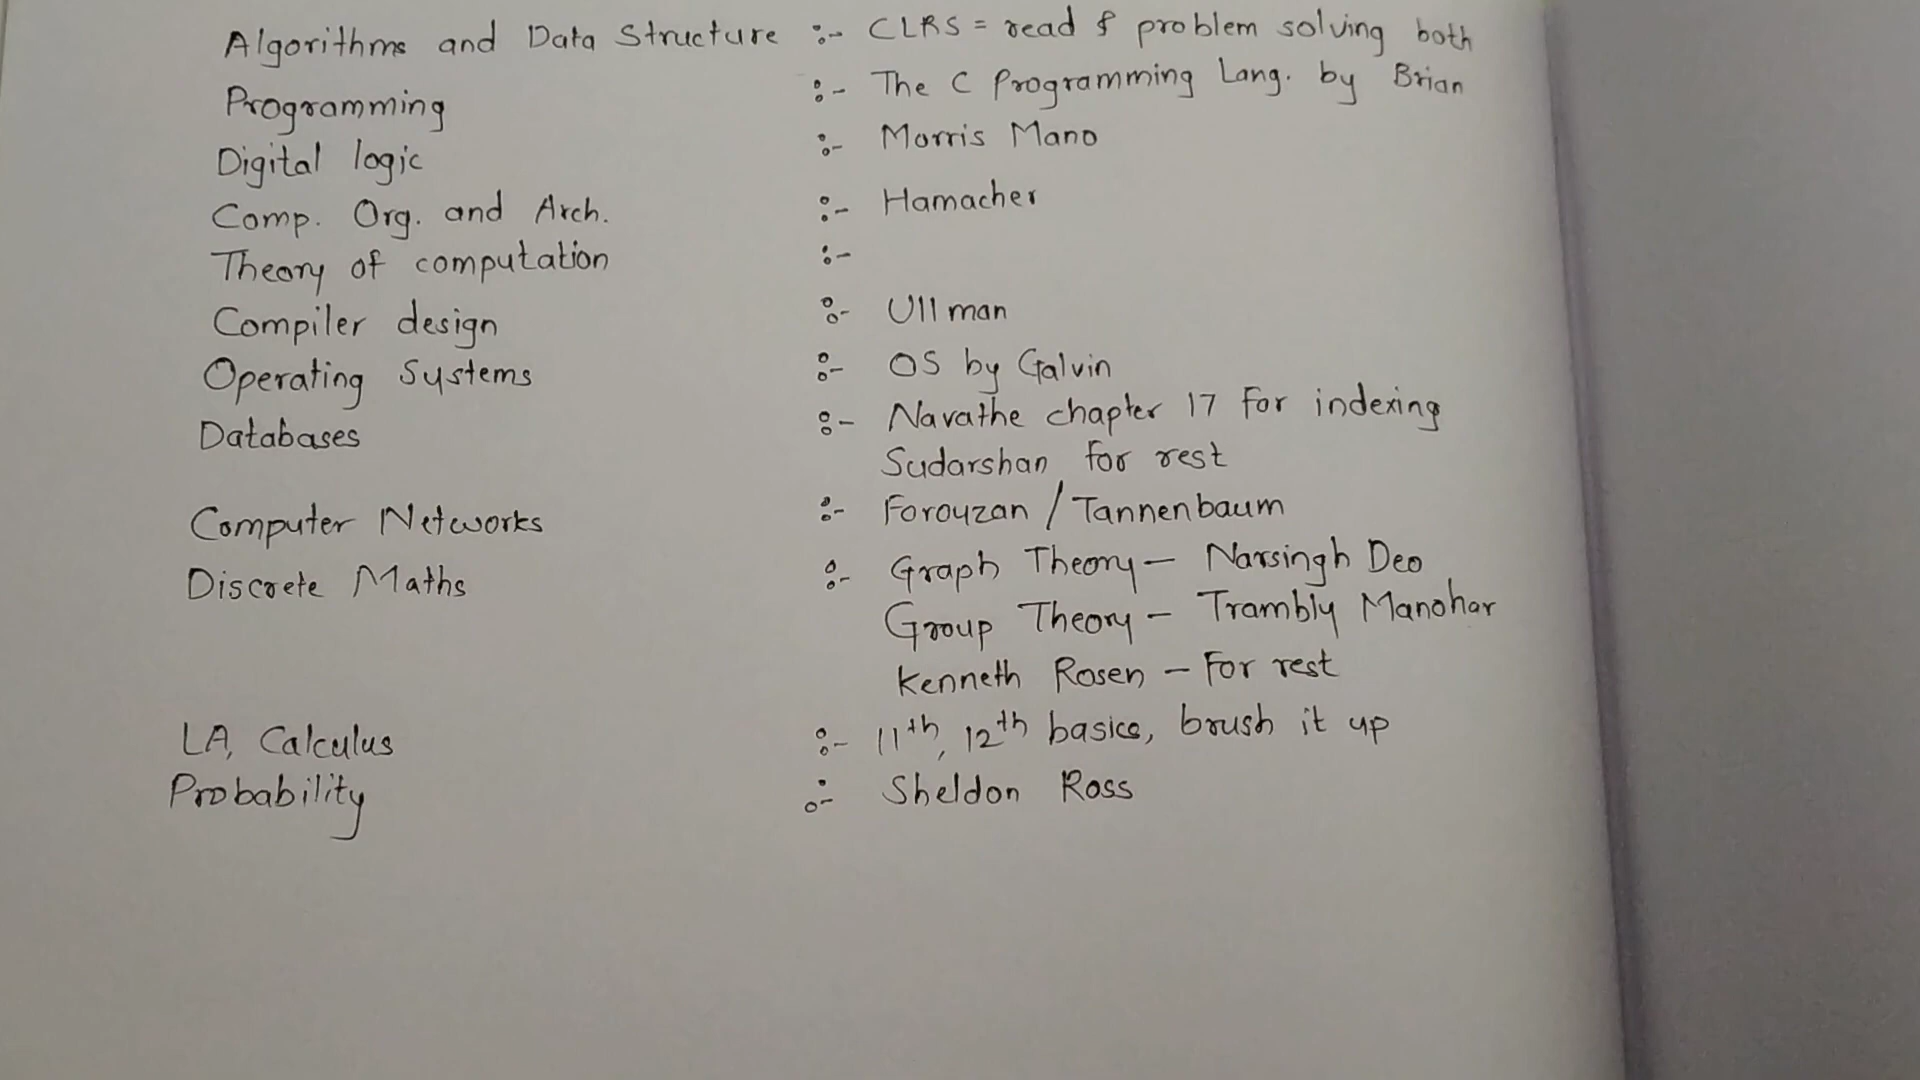 Algorithms and Data Structure :- CLRS = read & problem solving both
Programming :- The C Programming Lang. by Brian
Digital logic :- Morris Mano
Comp. Org. and Arch. :- Hamacher
Theory of computation :-
Compiler design :- Ullman
Operating Systems :- OS by Galvin
Databases :- Navathe chapter 17 for indexing
Sudarshan for rest
Computer Networks :- Forouzan / Tannenbaum
Discrete Maths :- Graph Theory - Narsingh Deo
Group Theory - Trambly Manohar
Kenneth Rosen - For rest
LA, Calculus :- 11th, 12th basics, brush it up
Probability :- Sheldon Ross